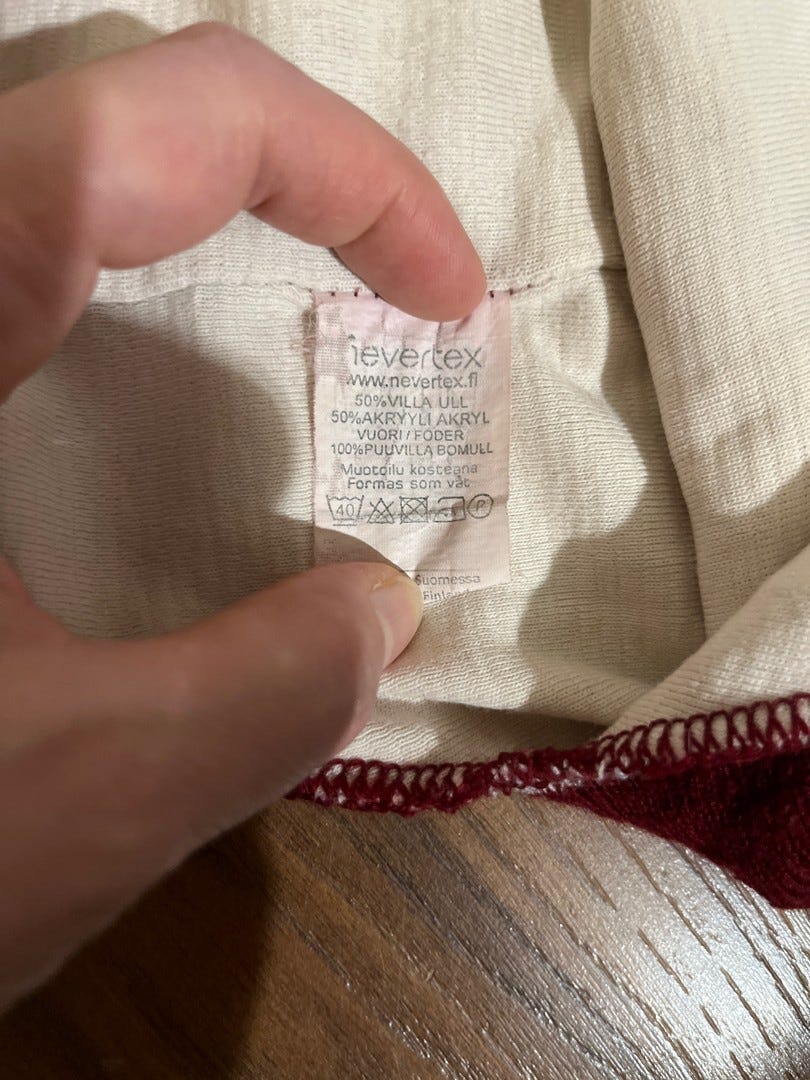 nevertex
www.nevertex.fi
50%VILLA ULL
50%AKRYYLI AKRYL
VUORI/FODER
100%PUUVILLA BOMULL
Muotoilu kosteana
Formas som våt
40 P
Suomessa